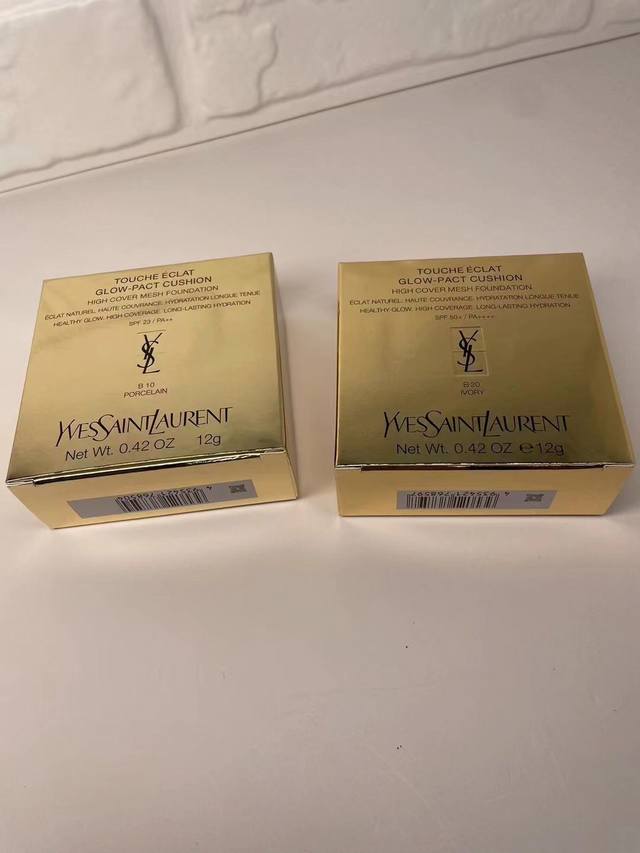 TOUCHE ÉCLAT
GLOW-PACT CUSHION
HIGH COVER MESH FOUNDATION
ÉCLAT NATUREL. HAUTE COUVRANCE. HYDRATATION LONGUE TENUE
HEALTHY GLOW. HIGH COVERAGE. LONG-LASTING HYDRATION
SPF 23 / PA++
YSL
B 10
PORCELAIN
YVESSAINTLAURENT
Net Wt. 0.42 OZ 12g
TOUCHE ÉCLAT
GLOW-PACT CUSHION
HIGH COVER MESH FOUNDATION
ÉCLAT NATUREL. HAUTE COUVRANCE. HYDRATATION LONGUE TENUE
HEALTHY GLOW. HIGH COVERAGE. LONG-LASTING HYDRATION
SPF 50+ / PA++++
YSL
B 20
IVORY
YVESSAINTLAURENT
Net Wt. 0.42 OZ ℮ 12g
4 935421 768597